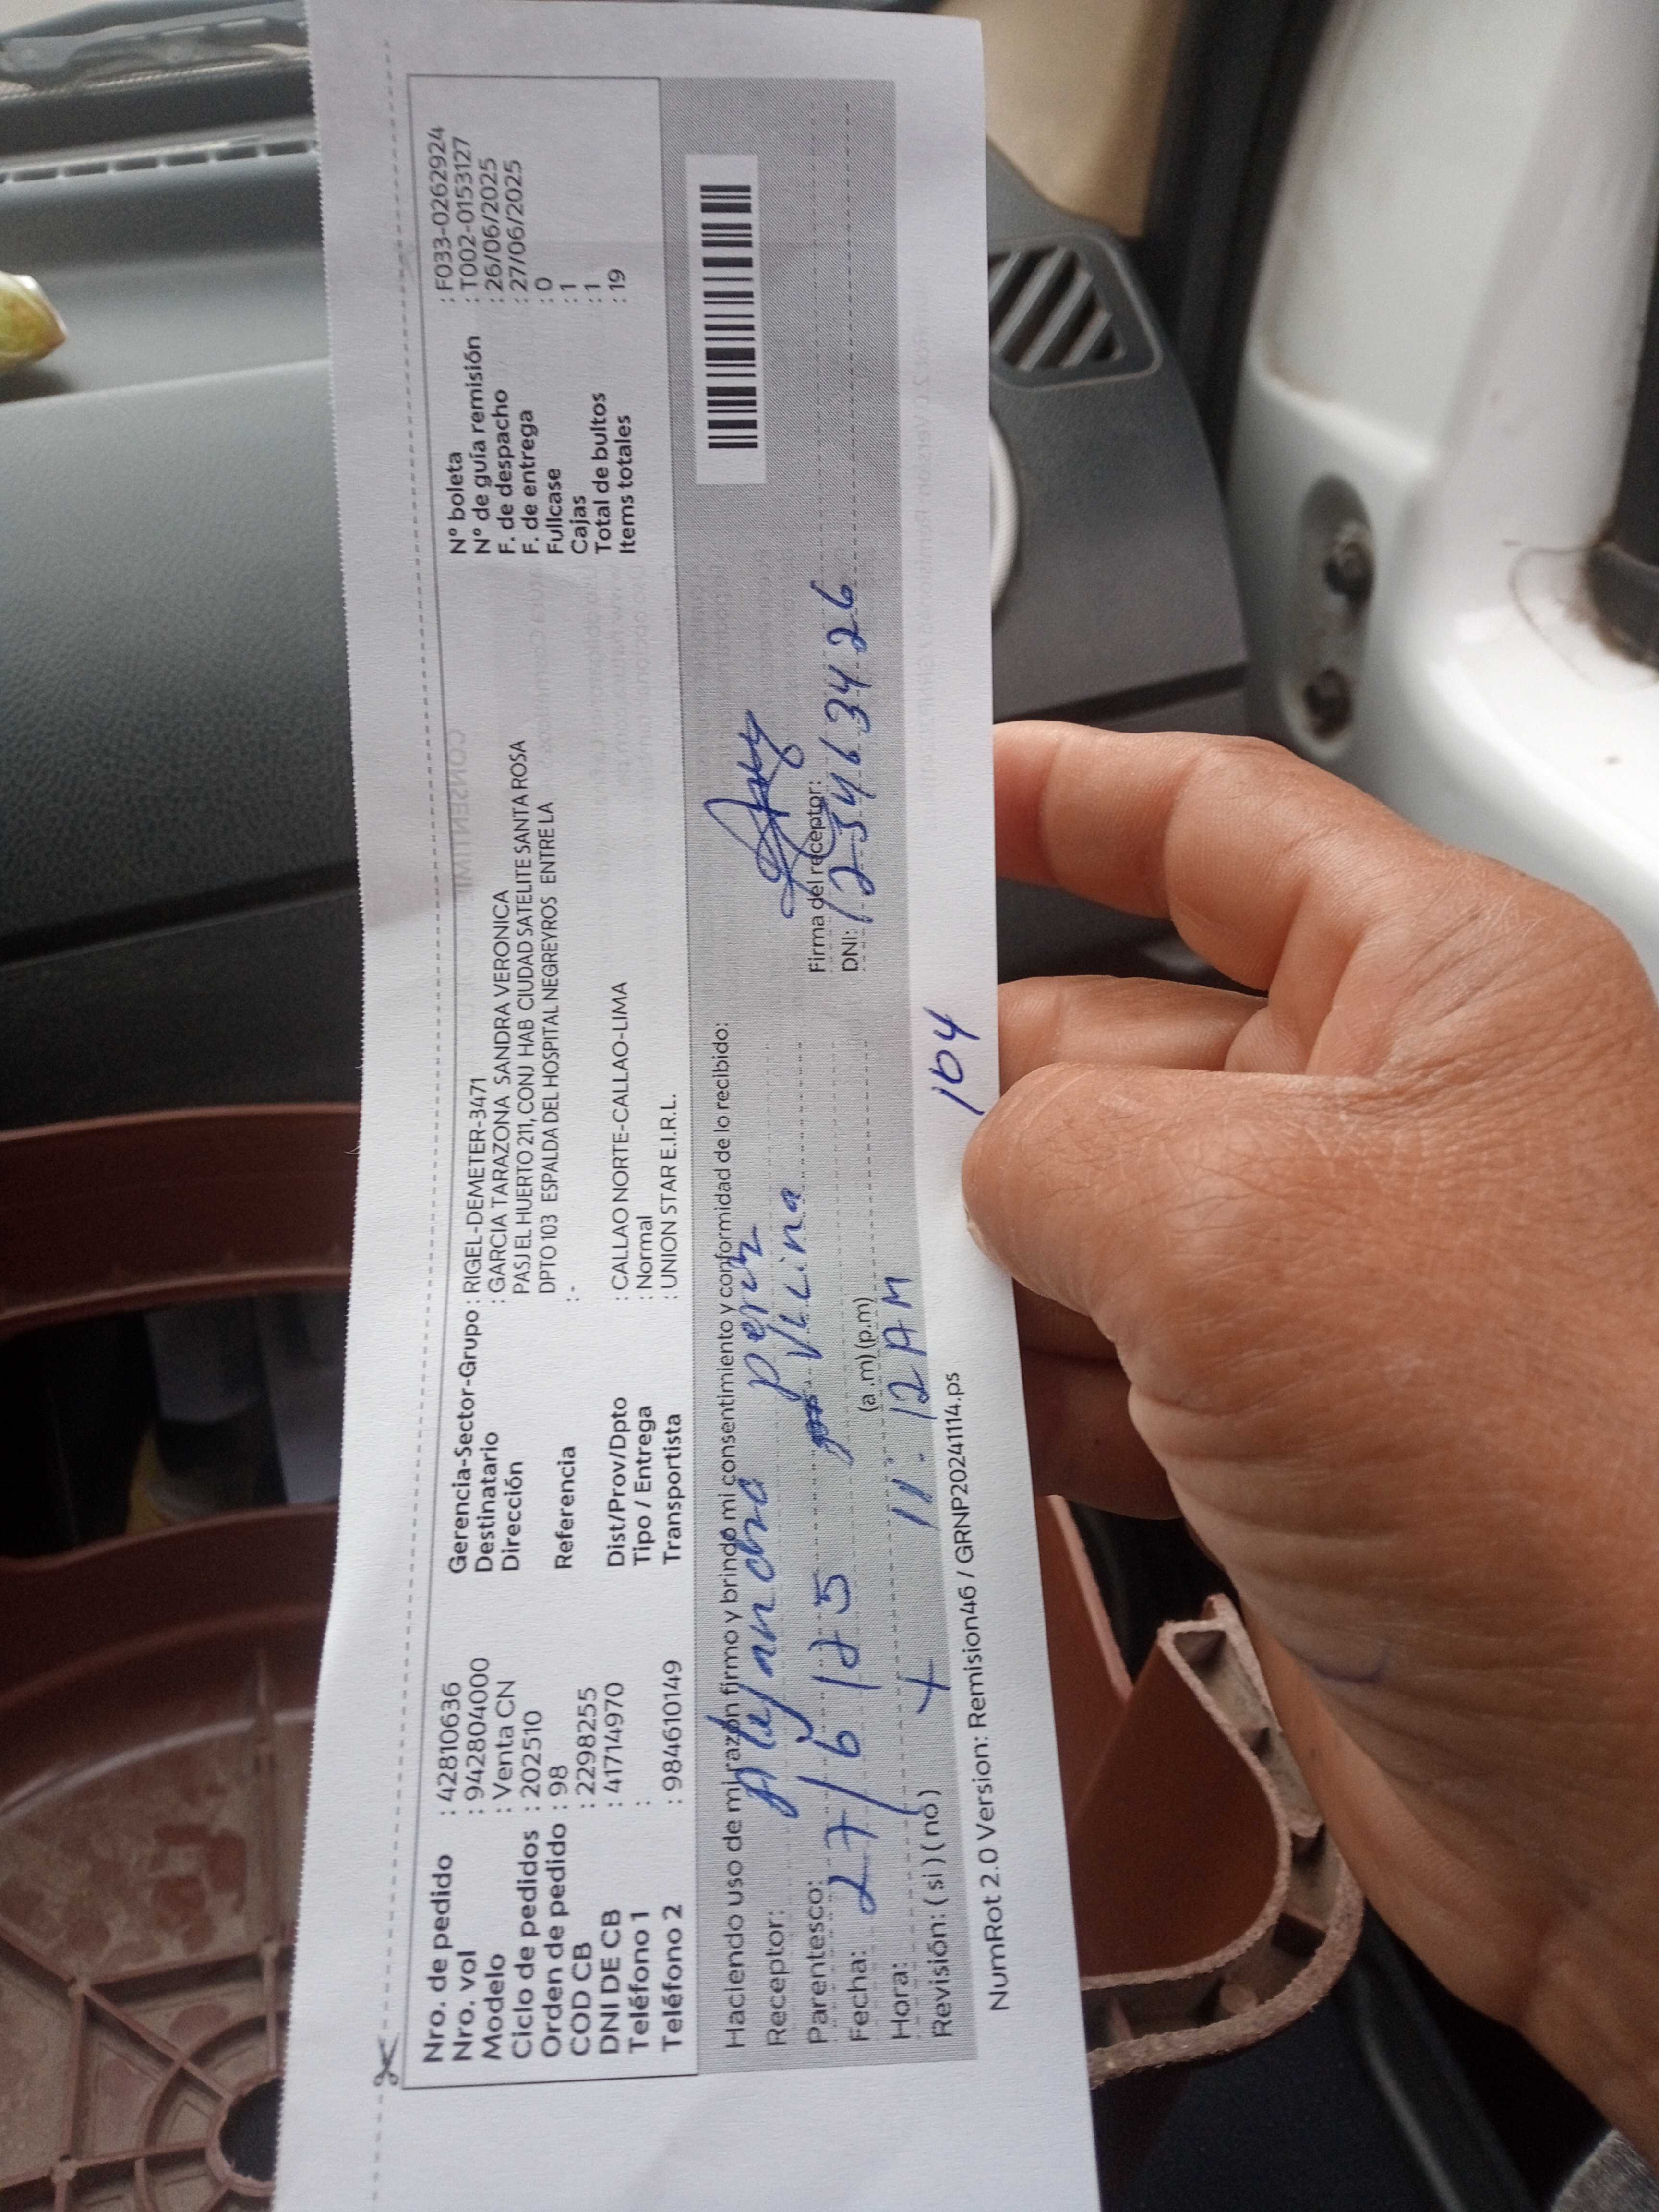 Nro. de pedido : 42810636
Nro. vol : 942804000
Modelo : Venta CN
Ciclo de pedidos : 202510
Orden de pedido : 98
COD CB : 2298255
DNI DE CB : 41714970
Teléfono 1 :
Teléfono 2 : 984610149
Gerencia-Sector-Grupo : RIGEL-DEMETER-3471
Destinatario : GARCIA TARAZONA SANDRA VERONICA
Dirección PASJ EL HUERTO 211, CONJ HAB CIUDAD SATELITE SANTA ROSA
DPTO 103 ESPALDA DEL HOSPITAL NEGREYROS ENTRE LA
Referencia :-
Dist/Prov/Dpto : CALLAO NORTE-CALLAO-LIMA
Tipo / Entrega : Normal
Transportista : UNION STAR E.I.R.L.
N° boleta : F033-0262924
N° de guía remisión : T002-0153127
F. de despacho : 26/06/2025
F. de entrega : 27/06/2025
Fullcase : 0
Cajas : 1
Total de bultos : 1
Items totales : 19
Haciendo uso de mi razón firmo y brindo mi consentimiento y conformidad de lo recibido:
Receptor: Alejandra
Parentesco:
Fecha: 27/6/25
Hora: 11:12 AM (a .m) (p.m)
Revisión: ( si ) ( no )
Firma del receptor:
DNI:
104
NumRot 2.0 Version: Remision46 / GRNP20241114.ps